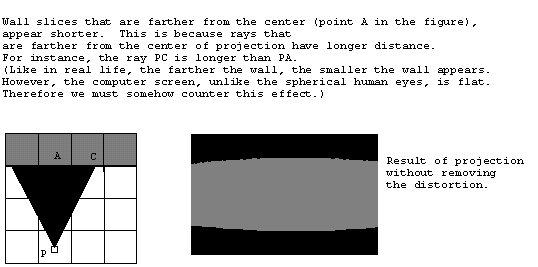 Wall slices that are farther from the center (point A in the figure),
appear shorter. This is because rays that
are farther from the center of projection have longer distance.
For instance, the ray PC is longer than PA.
(Like in real life, the farther the wall, the smaller the wall appears.
However, the computer screen, unlike the spherical human eyes, is flat.
Therefore we must somehow counter this effect.)
A C
P
Result of projection
without removing
the distortion.